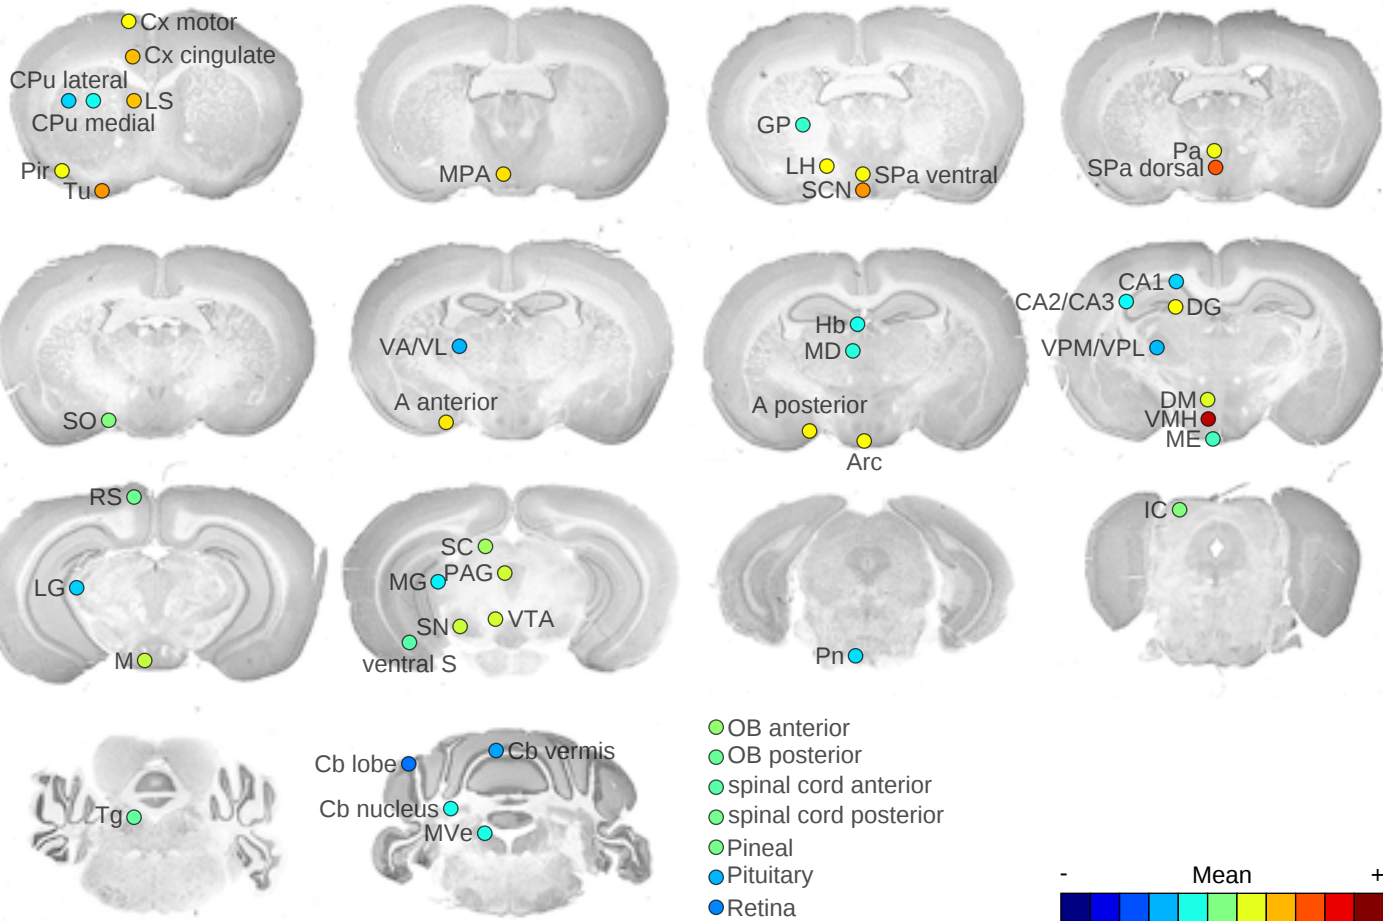 Cx motor
Cx cingulate
CPu lateral
LS
CPu medial
Pir
Tu
MPA
GP
LH
SPa ventral
SCN
Pa
SPa dorsal
SO
VA/VL
A anterior
Hb
MD
A posterior
Arc
CA1
CA2/CA3
DG
VPM/VPL
DM
VMH
ME
RS
LG
M
SC
MG
PAG
SN
VTA
ventral S
Pn
IC
Tg
Cb lobe
Cb vermis
Cb nucleus
MVe
OB anterior
OB posterior
spinal cord anterior
spinal cord posterior
Pineal
Pituitary
Retina
- Mean +